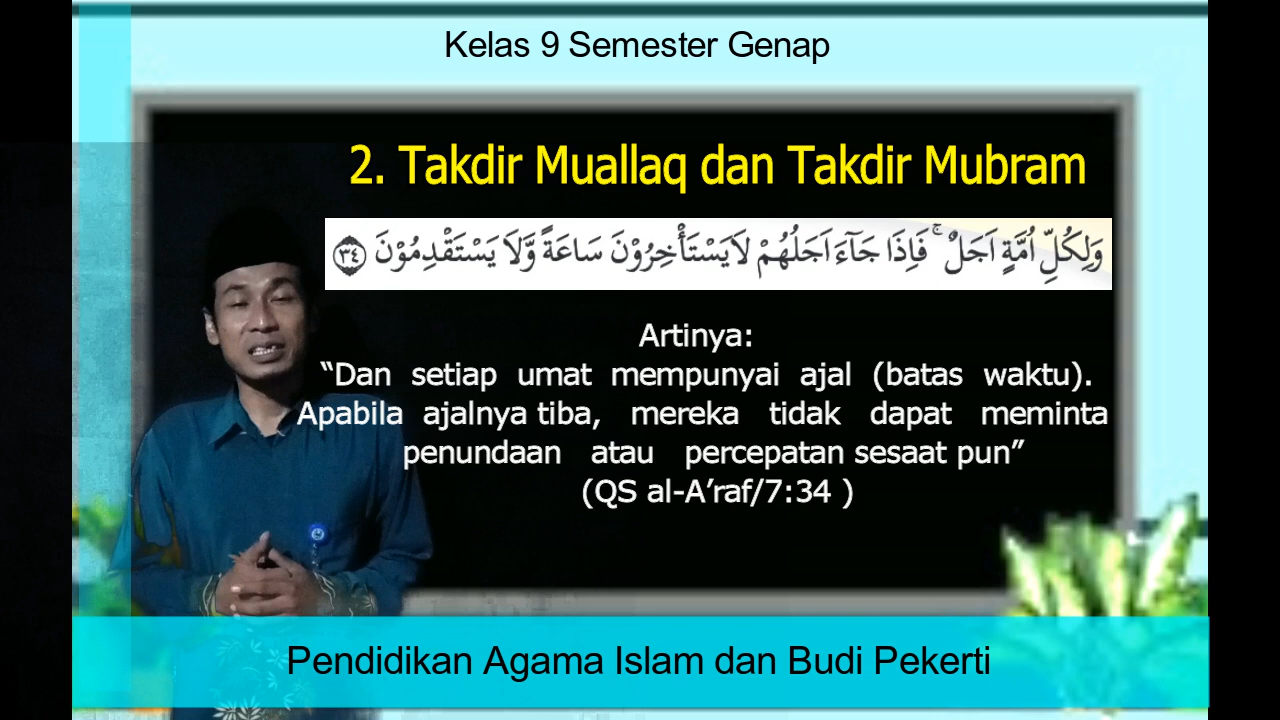 Kelas 9 Semester Genap
2. Takdir Muallaq dan Takdir Mubram
وَلِكُلِّ اُمَّةٍ اَجَلٌ ۚ فَاِذَا جَاۤءَ اَجَلُهُمْ لَا يَسْتَأْخِرُوْنَ سَاعَةً وَّلَا يَسْتَقْدِمُوْنَ ٣٤
Artinya:
“Dan setiap umat mempunyai ajal (batas waktu).
Apabila ajalnya tiba, mereka tidak dapat meminta
penundaan atau percepatan sesaat pun”
(QS al-A’raf/7:34 )
Pendidikan Agama Islam dan Budi Pekerti